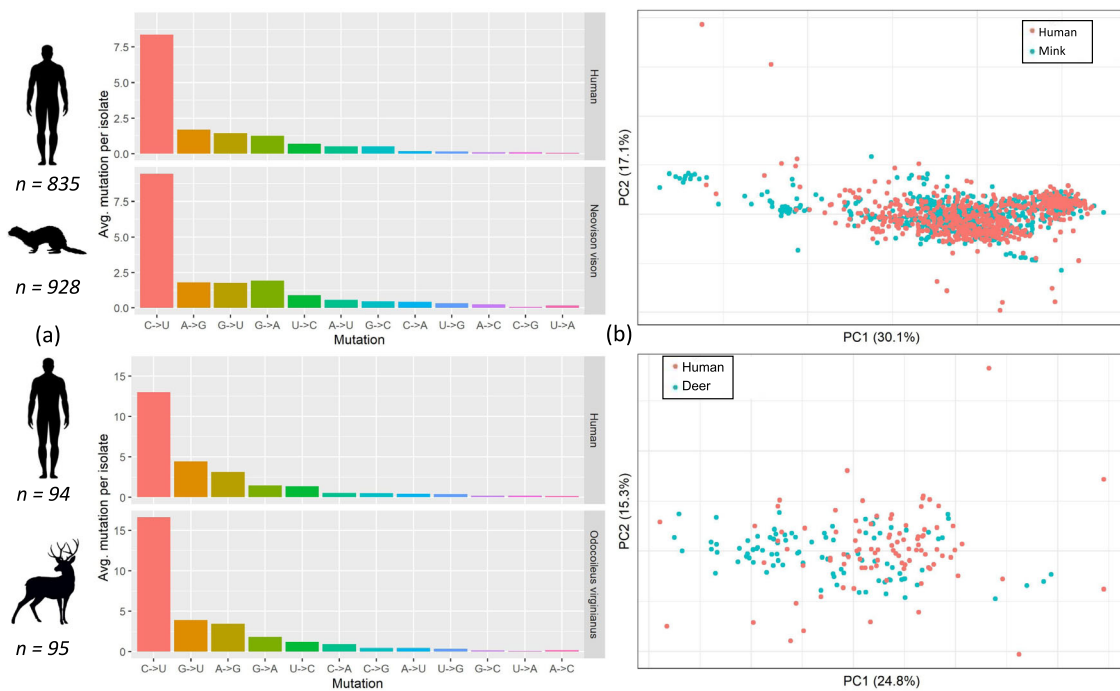 Human
7.5
5.0
2.5
0.0
Nevison vison
7.5
5.0
2.5
0.0
Avg. mutation per isolate
C->U A->G G->U G->A U->C A->U G->C C->A U->G A->C C->G U->A
Mutation
n = 835
n = 928
(a)
(b)
Human
Mink
PC2 (17.1%)
PC1 (30.1%)
Human
15
10
5
0
Odocoileus virginianus
15
10
5
0
Avg. mutation per isolate
C->U G->U A->G G->A U->C C->A C->G A->U U->G G->C U->A A->C
Mutation
n = 94
n = 95
Human
Deer
PC2 (15.3%)
PC1 (24.8%)